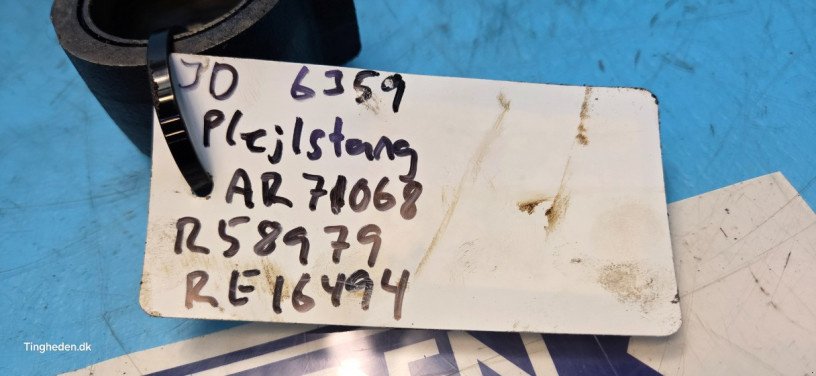 JD 6359
Plejlstang
AR71068
R58979
RE16494
Tingheden.dk